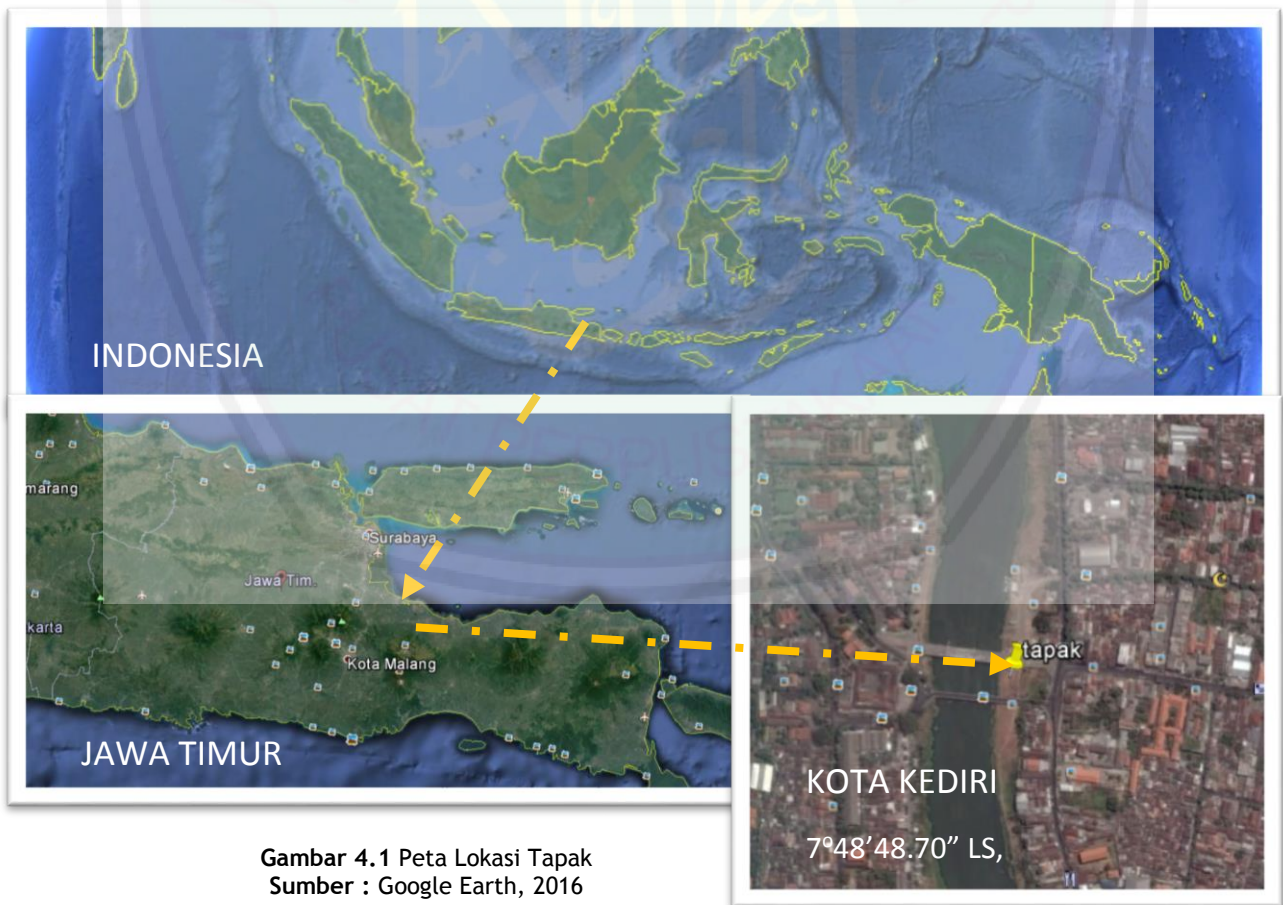 INDONESIA
marang
Surabaya
Jawa Tim
karta
Kota Malang
JAWA TIMUR
tapak
KOTA KEDIRI
7°48’48.70” LS,
Gambar 4.1 Peta Lokasi Tapak
Sumber : Google Earth, 2016